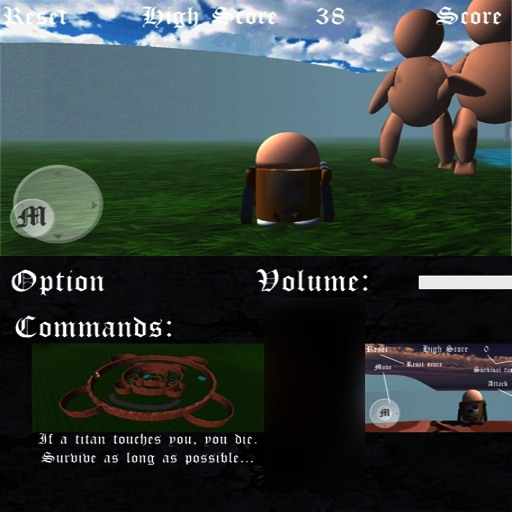 Reset High Score 38 Score
M
Option Volume:
Commands:
Reset High Score 0
Move Reset score
Attack
M
If a titan touches you, you die.
Survive as long as possible...